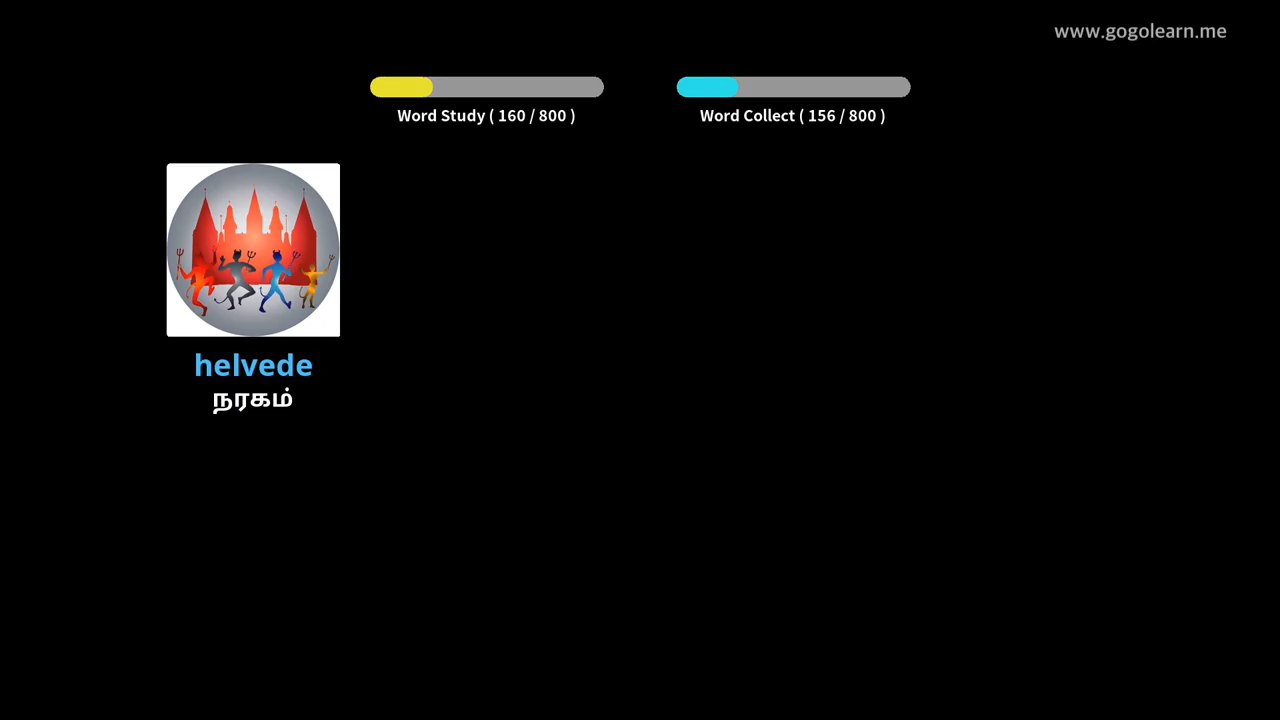 www.gogolearn.me
Word Study ( 160 / 800 )
Word Collect ( 156 / 800 )
helvede
நரகம்